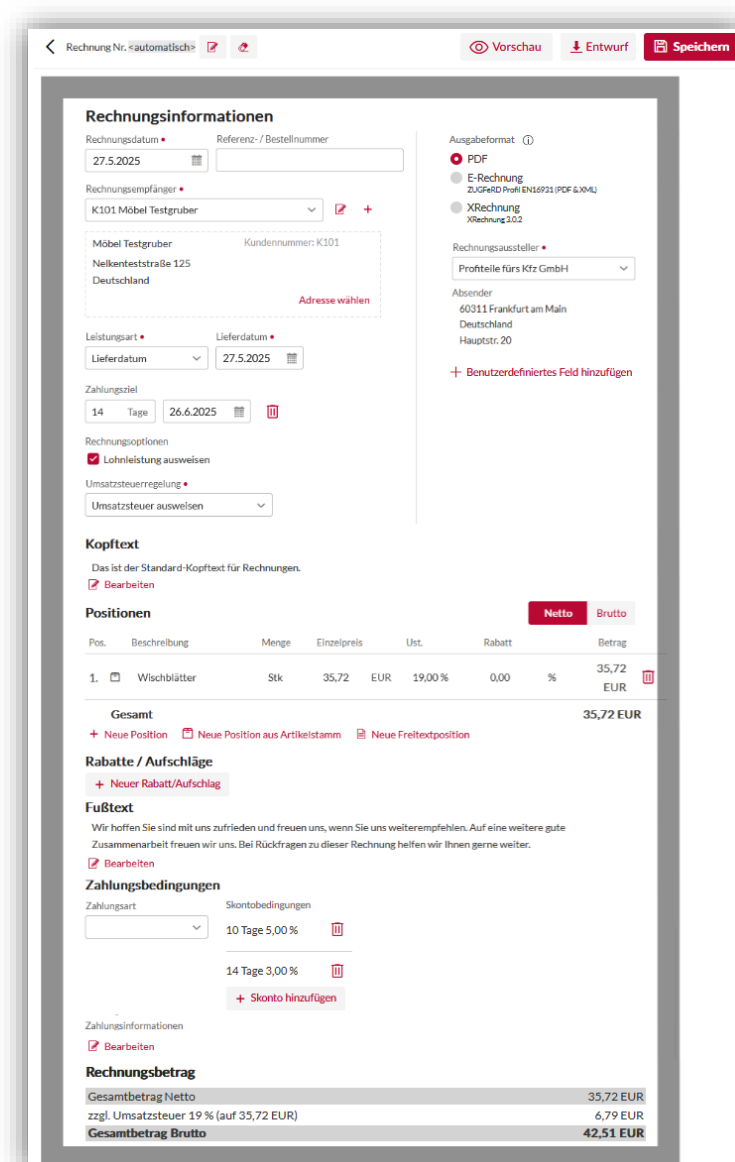 Rechnung Nr. <automatisch>
Vorschau
Entwurf
Speichern
Rechnungsinformationen
Rechnungsdatum •
Referenz- / Bestellnummer
27.5.2025
Rechnungsempfänger •
K101 Möbel Testgruber
Möbel Testgruber
Kundennummer: K101
Nelkenteststraße 125
Deutschland
Adresse wählen
Leistungsart •
Lieferdatum •
Lieferdatum
27.5.2025
Zahlungsziel
14 Tage
26.6.2025
Rechnungsoptionen
Lohnleistung ausweisen
Umsatzsteuerregelung •
Umsatzsteuer ausweisen
Ausgabeformat
PDF
E-Rechnung
ZUGFeRD Profil EN16931 (PDF & XML)
XRechnung
XRechnung 3.0.2
Rechnungsaussteller •
Profiteile fürs Kfz GmbH
Absender
60311 Frankfurt am Main
Deutschland
Hauptstr. 20
+ Benutzerdefiniertes Feld hinzufügen
Kopftext
Das ist der Standard-Kopftext für Rechnungen.
Bearbeiten
Positionen
Netto Brutto
Pos. Beschreibung Menge Einzelpreis Ust. Rabatt Betrag
1. Wischblätter Stk 35,72 EUR 19,00 % 0,00 % 35,72
EUR
Gesamt 35,72 EUR
+ Neue Position Neue Position aus Artikelstamm Neue Freitextposition
Rabatte / Aufschläge
+ Neuer Rabatt/Aufschlag
Fußtext
Wir hoffen Sie sind mit uns zufrieden und freuen uns, wenn Sie uns weiterempfehlen. Auf eine weitere gute
Zusammenarbeit freuen wir uns. Bei Rückfragen zu dieser Rechnung helfen wir Ihnen gerne weiter.
Bearbeiten
Zahlungsbedingungen
Zahlungsart
Skontobedingungen
10 Tage 5,00 %
14 Tage 3,00 %
+ Skonto hinzufügen
Zahlungsinformationen
Bearbeiten
Rechnungsbetrag
Gesamtbetrag Netto 35,72 EUR
zzgl. Umsatzsteuer 19 % (auf 35,72 EUR) 6,79 EUR
Gesamtbetrag Brutto 42,51 EUR